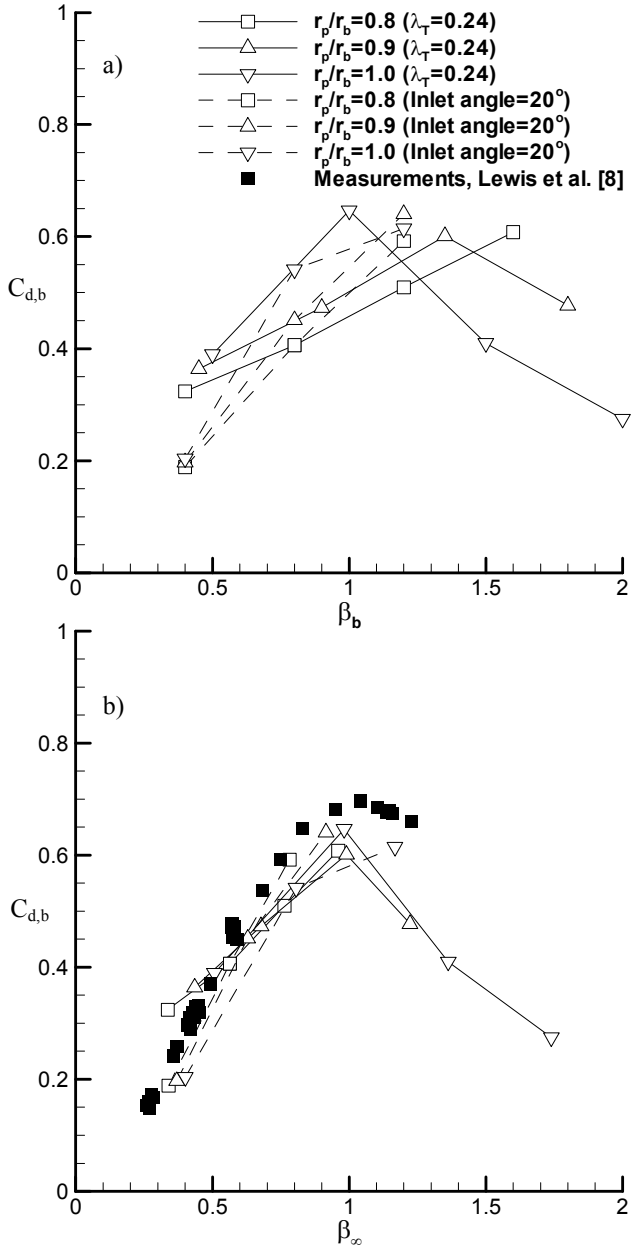 1
a)
r_p/r_b=0.8 (λ_T=0.24)
r_p/r_b=0.9 (λ_T=0.24)
r_p/r_b=1.0 (λ_T=0.24)
r_p/r_b=0.8 (Inlet angle=20°)
r_p/r_b=0.9 (Inlet angle=20°)
r_p/r_b=1.0 (Inlet angle=20°)
Measurements, Lewis et al. [8]
0.8
0.6
C_d,b
0.4
0.2
0
0 0.5 1 1.5 2
β_b
1
b)
0.8
0.6
C_d,b
0.4
0.2
0
0 0.5 1 1.5 2
β_∞